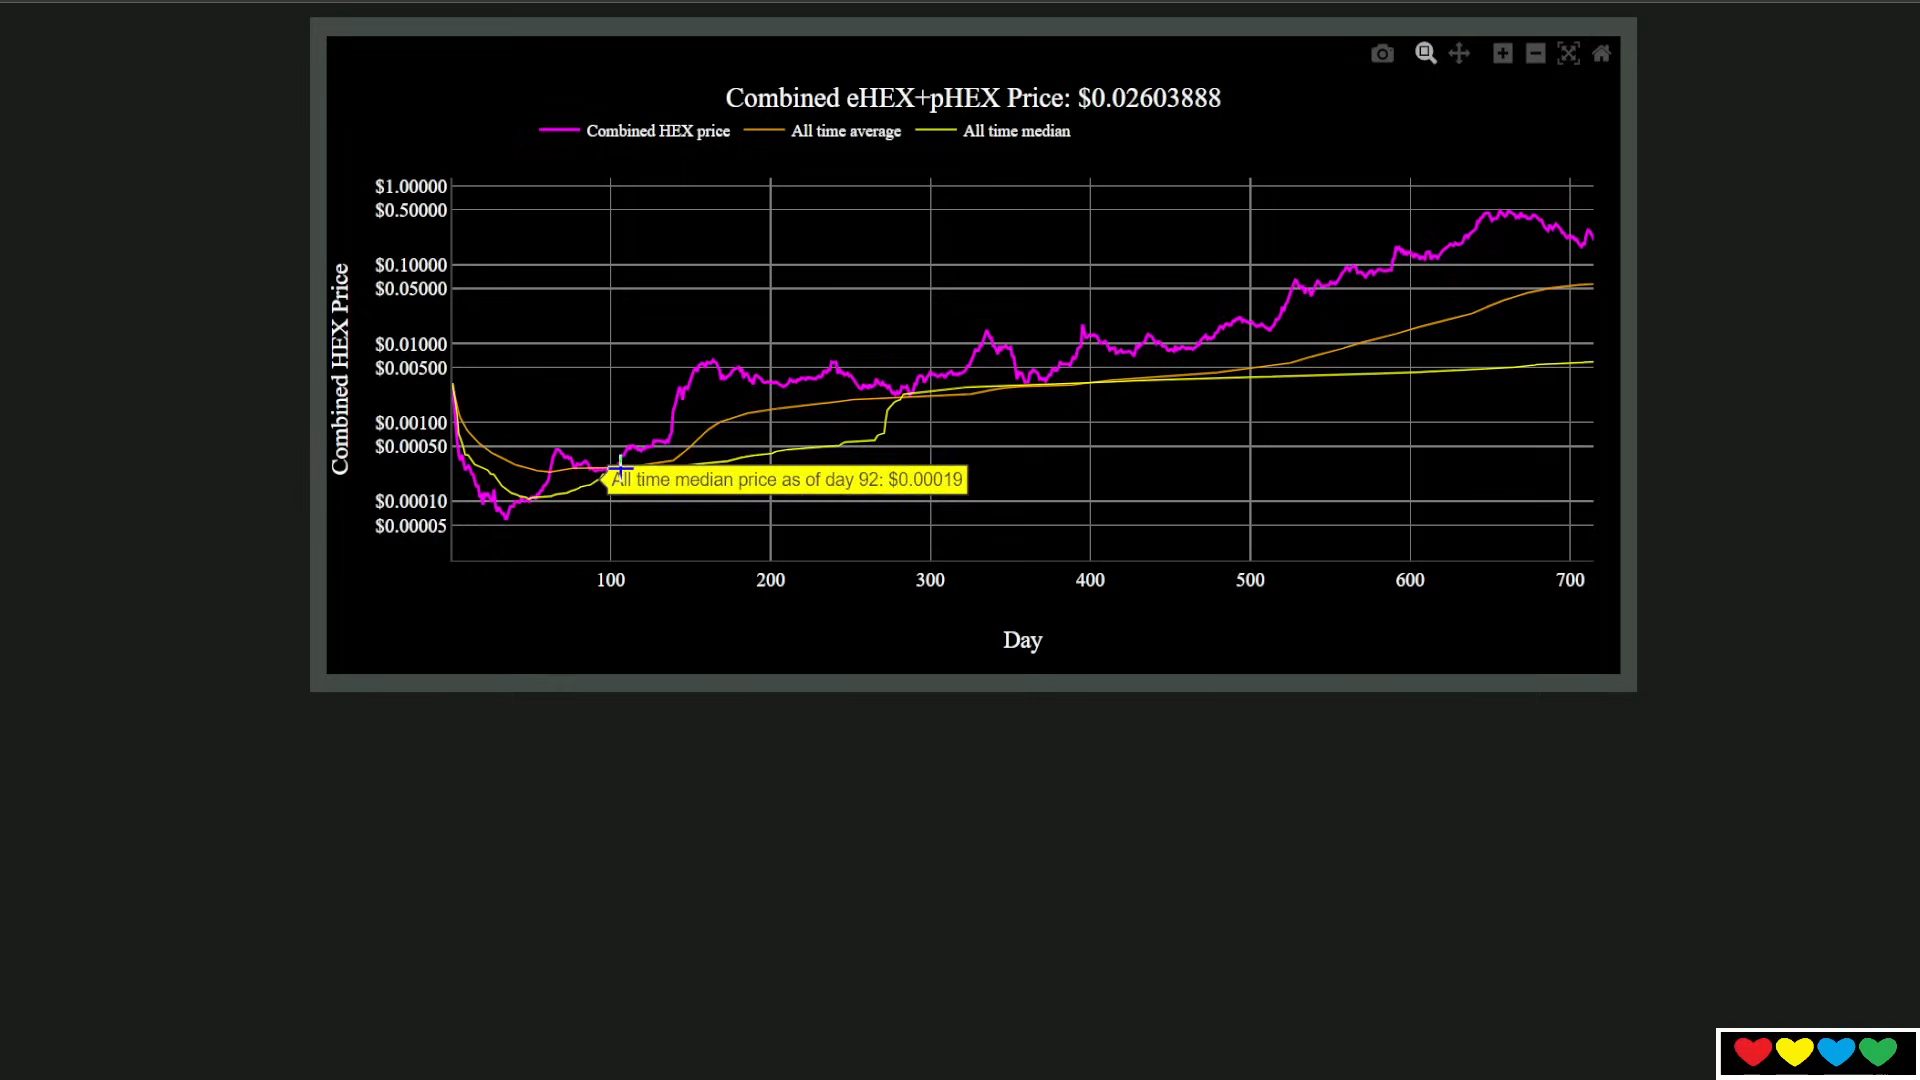 Combined eHEX+pHEX Price: $0.02603888
Combined HEX price All time average All time median
Combined HEX Price
$1.00000
$0.50000
$0.10000
$0.05000
$0.01000
$0.00500
$0.00100
$0.00050
$0.00010
$0.00005
All time median price as of day 92: $0.00019
100 200 300 400 500 600 700
Day